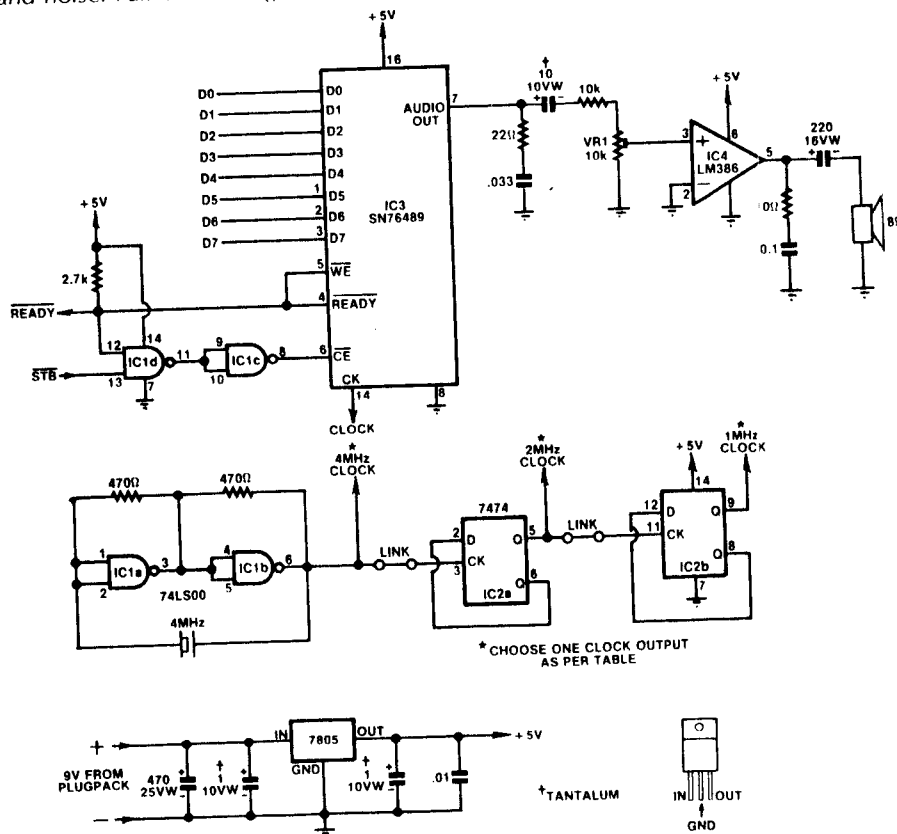 and noise.
+ 5V
16
D0
D1
D2
D3
D4
D5
D6
D7
D0
D1
D2
D3
D4
1 D5
2 D6
3 D7
AUDIO
OUT
7
IC3
SN76489
5 WE
4 READY
6 CE
CK
14
8
CLOCK
†
10
10VW
+ -
10k
22Ω
.033
VR1
10k
+ 5V
3 +
2 −
6
IC4
LM386
5
220
16VW
+ -
0Ω
0.1
8
+ 5V
2.7k
READY
STB
12
13
14
IC1d
7
11
9
10
IC1c
8
470Ω
470Ω
1
2
IC1a
3
74LS00
4
5
IC1b
6
4MHz
*
4MHz
CLOCK
LINK
7474
2 D
3 CK
Q 5
Q 6
IC2a
*
2MHz
CLOCK
LINK
+ 5V
14
12 D
11 CK
Q 9
Q 8
IC2b
7
*
1MHz
CLOCK
* CHOOSE ONE CLOCK OUTPUT
AS PER TABLE
+
9V FROM
PLUGPACK
−
470
25VW
+
-
†
1
10VW
+
-
IN
7805
OUT
GND
†
1
10VW
+
-
.01
+ 5V
†TANTALUM
IN
OUT
GND